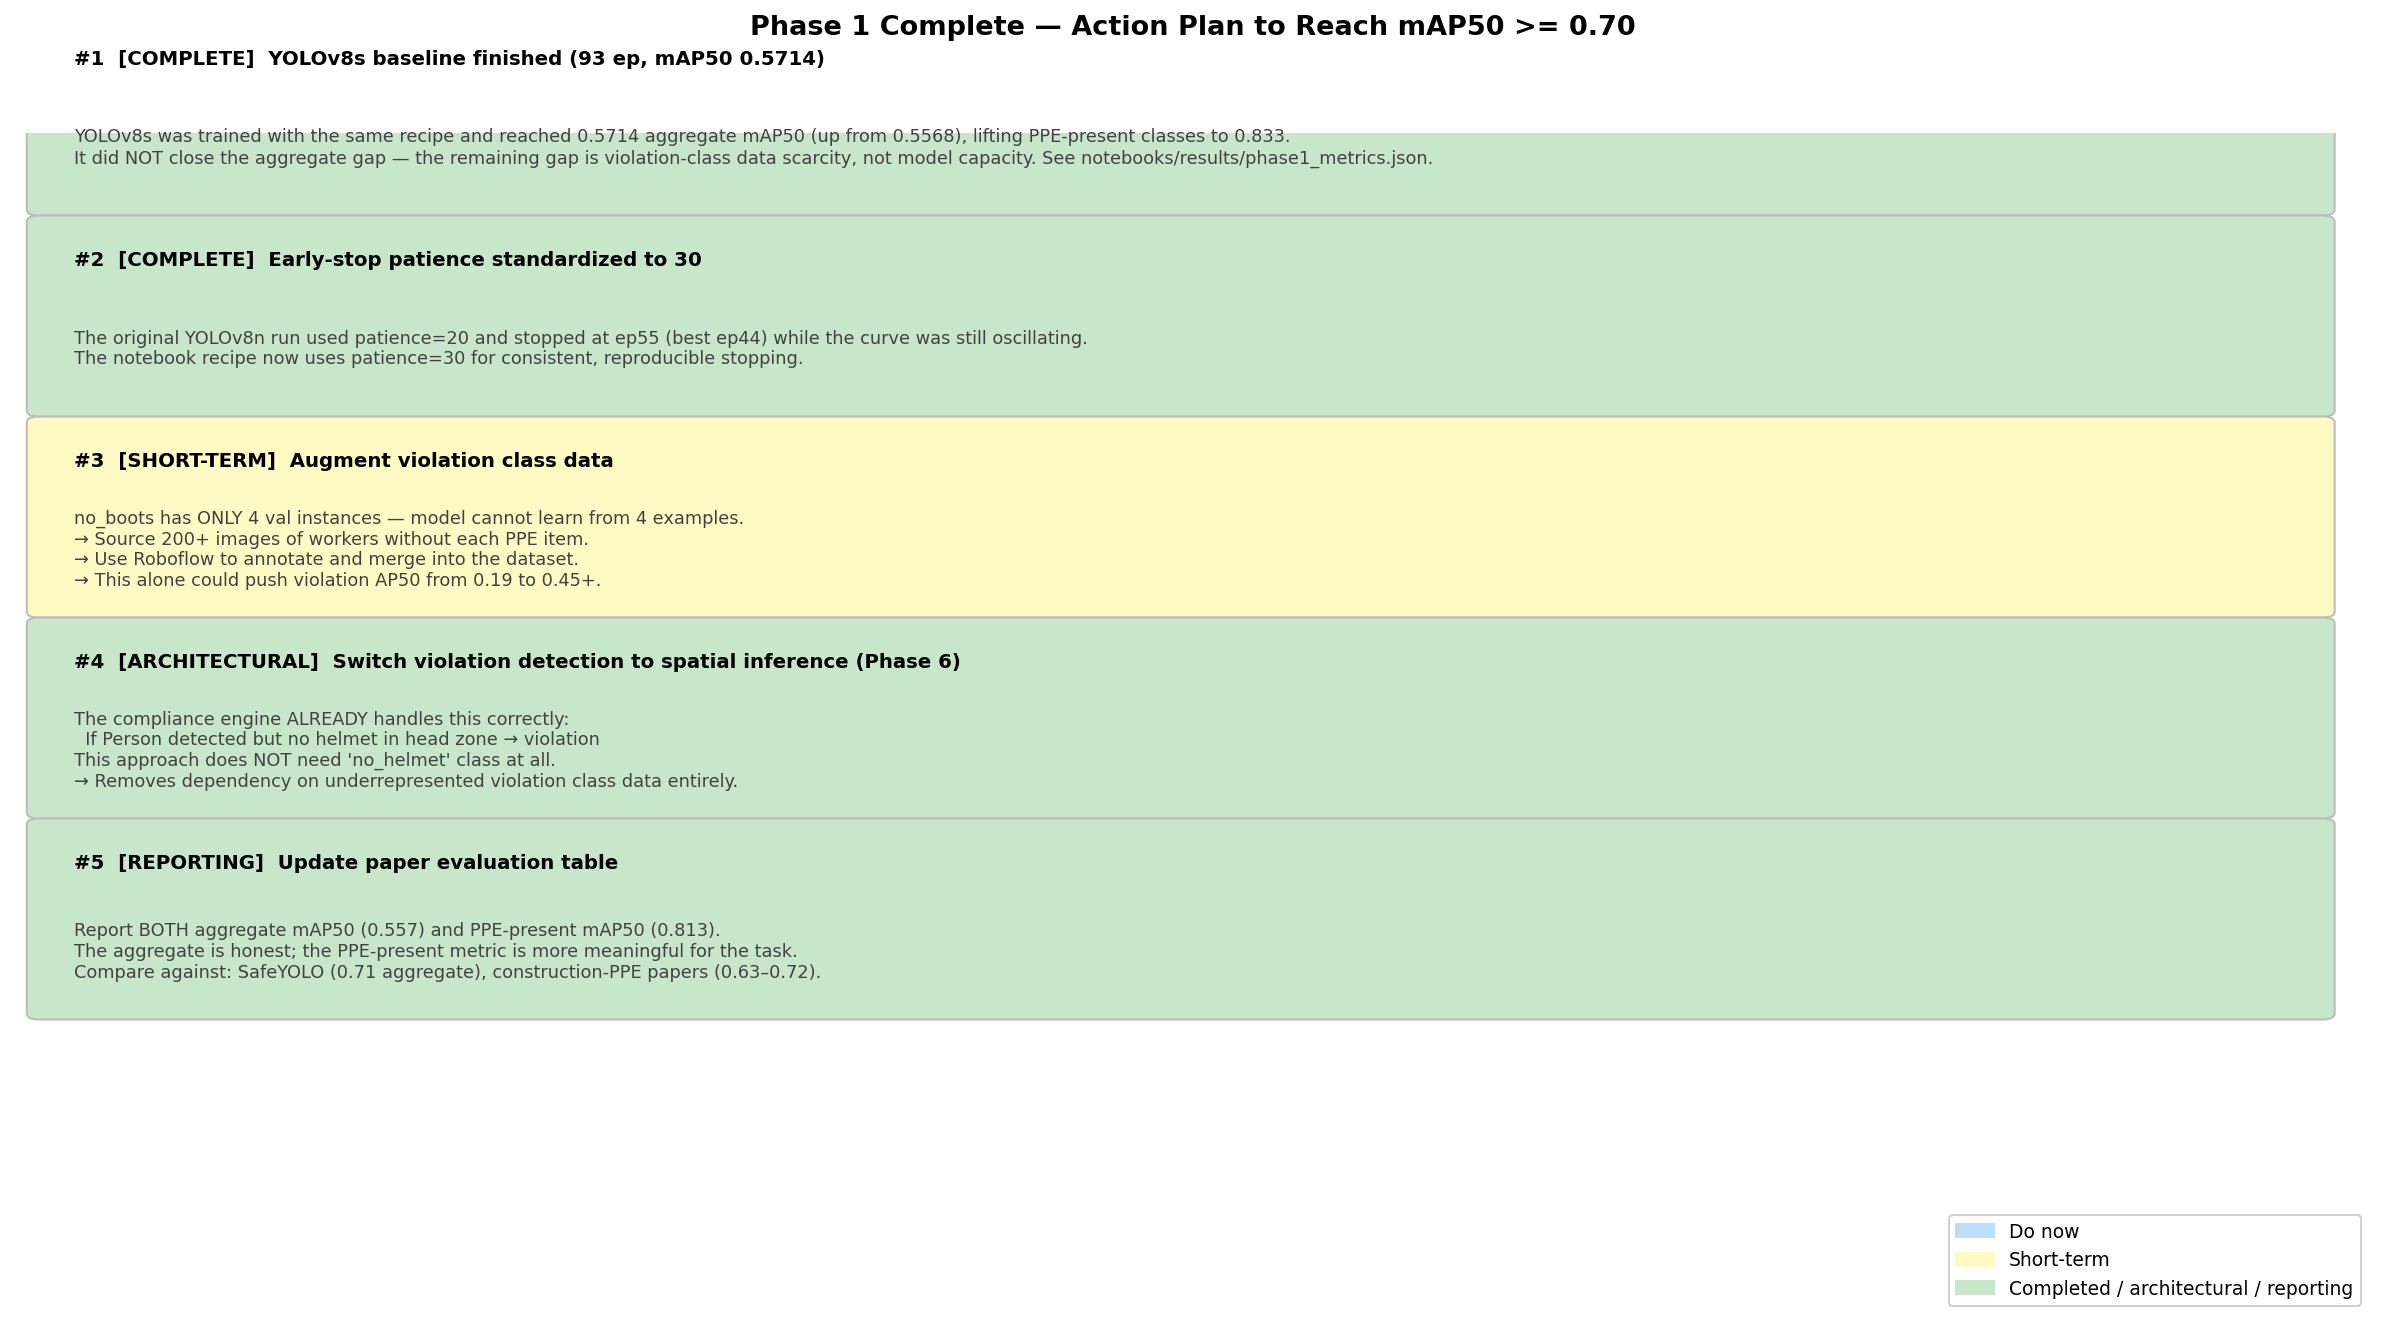 Phase 1 Complete — Action Plan to Reach mAP50 >= 0.70
#1  [COMPLETE]  YOLOv8s baseline finished (93 ep, mAP50 0.5714)
YOLOv8s was trained with the same recipe and reached 0.5714 aggregate mAP50 (up from 0.5568), lifting PPE-present classes to 0.833.
It did NOT close the aggregate gap — the remaining gap is violation-class data scarcity, not model capacity. See notebooks/results/phase1_metrics.json.
#2  [COMPLETE]  Early-stop patience standardized to 30
The original YOLOv8n run used patience=20 and stopped at ep55 (best ep44) while the curve was still oscillating.
The notebook recipe now uses patience=30 for consistent, reproducible stopping.
#3  [SHORT-TERM]  Augment violation class data
no_boots has ONLY 4 val instances — model cannot learn from 4 examples.
→ Source 200+ images of workers without each PPE item.
→ Use Roboflow to annotate and merge into the dataset.
→ This alone could push violation AP50 from 0.19 to 0.45+.
#4  [ARCHITECTURAL]  Switch violation detection to spatial inference (Phase 6)
The compliance engine ALREADY handles this correctly:
If Person detected but no helmet in head zone → violation
This approach does NOT need 'no_helmet' class at all.
→ Removes dependency on underrepresented violation class data entirely.
#5  [REPORTING]  Update paper evaluation table
Report BOTH aggregate mAP50 (0.557) and PPE-present mAP50 (0.813).
The aggregate is honest; the PPE-present metric is more meaningful for the task.
Compare against: SafeYOLO (0.71 aggregate), construction-PPE papers (0.63–0.72).
Do now
Short-term
Completed / architectural / reporting